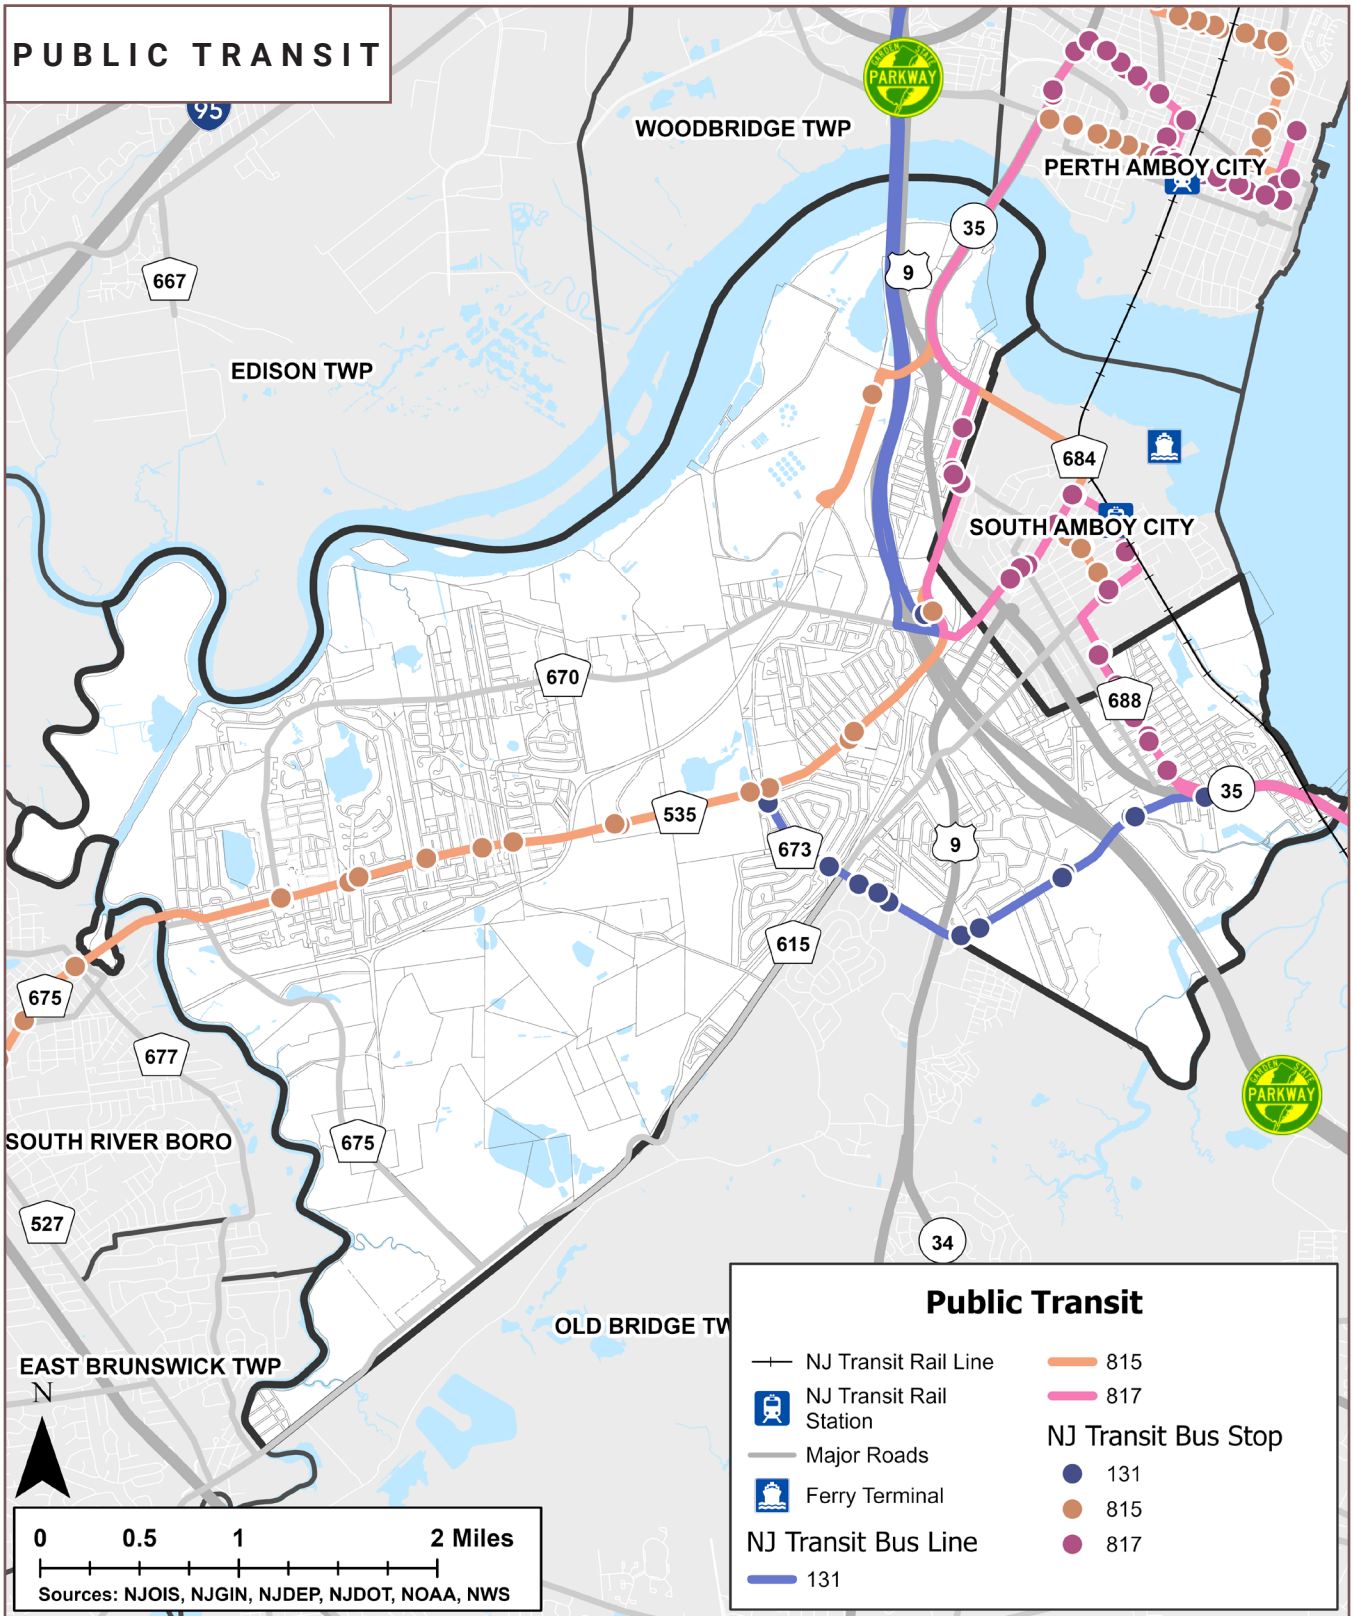 PUBLIC TRANSIT
95
GARDEN STATE
PARKWAY
WOODBRIDGE TWP
PERTH AMBOY CITY
35
9
667
EDISON TWP
684
SOUTH AMBOY CITY
670
688
35
535
673
9
615
675
677
GARDEN STATE
PARKWAY
675
SOUTH RIVER BORO
527
34
OLD BRIDGE TW
EAST BRUNSWICK TWP
N
0 0.5 1 2 Miles
Sources: NJOIS, NJGIN, NJDEP, NJDOT, NOAA, NWS
Public Transit
NJ Transit Rail Line
NJ Transit Rail
Station
Major Roads
Ferry Terminal
NJ Transit Bus Line
131
815
817
NJ Transit Bus Stop
131
815
817